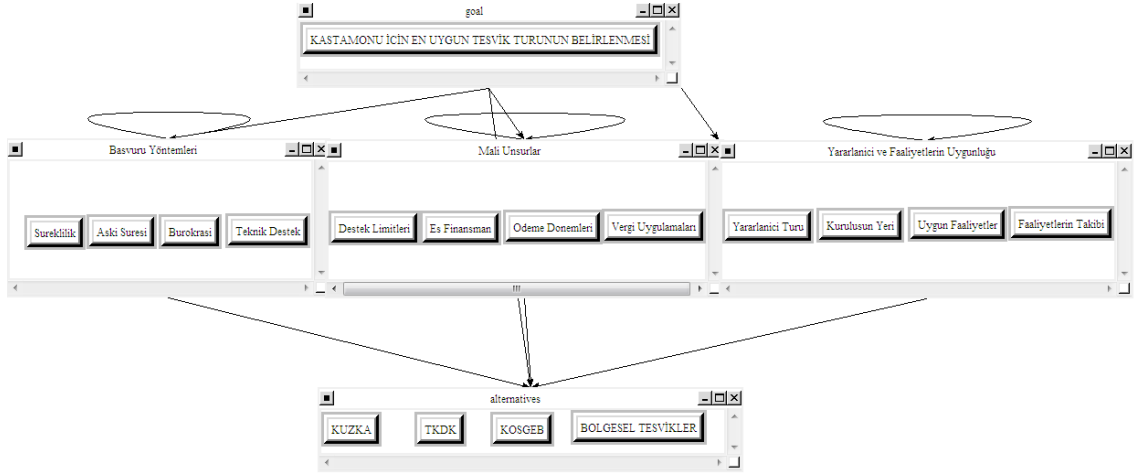 goal
KASTAMONU İCİN EN UYGUN TESVİK TURUNUN BELİRLENMESİ
Basvuru Yöntemleri
Mali Unsurlar
Yararlanici ve Faaliyetlerin Uygunluğu
Sureklilik
Aski Suresi
Burokrasi
Teknik Destek
Destek Limitleri
Es Finansman
Odeme Donemleri
Vergi Uygulamaları
Yararlanici Turu
Kurulusun Yeri
Uygun Faaliyetler
Faaliyetlerin Takibi
alternatives
KUZKA
TKDK
KOSGEB
BOLGESEL TESVİKLER